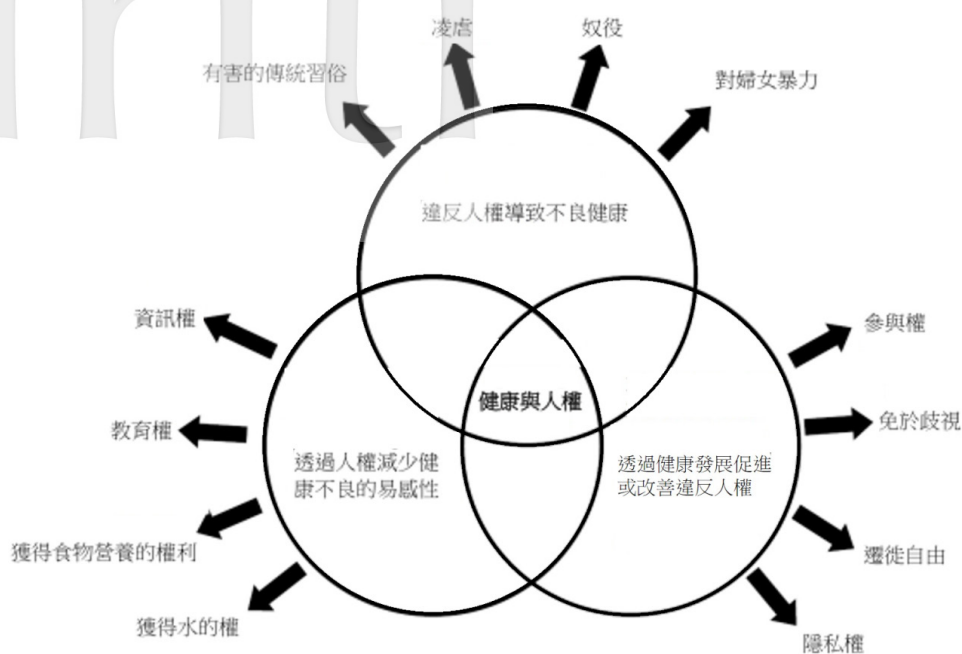 凌虐
奴役
有害的傳統習俗
對婦女暴力
違反人權導致不良健康
資訊權
參與權
健康與人權
教育權
免於歧視
透過人權減少健
康不良的易感性
透過健康發展促進
或改善違反人權
獲得食物營養的權利
遷徙自由
獲得水的權
隱私權